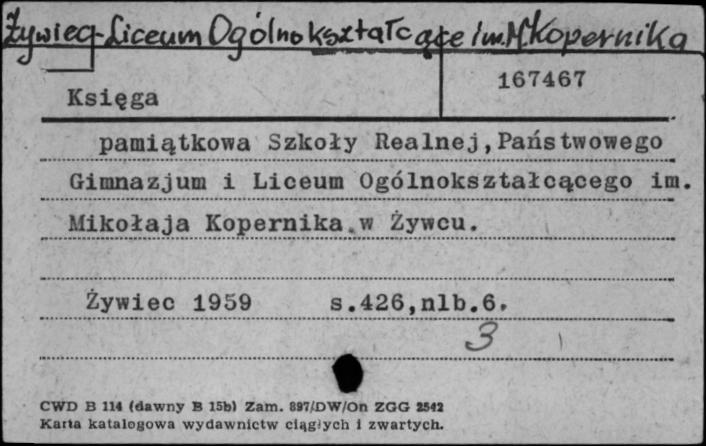 Żywiec-Liceum Ogólnokształcące im.M.Kopernika
167467
Księga
pamiątkowa Szkoły Realnej,Państwowego
Gimnazjum i Liceum Ogólnokształcącego im.
Mikołaja Kopernika w Żywcu.
Żywiec 1959 s.426,nlb.6.
3
CWD B 114 (dawny B 15b) Zam. 897/DW/On ZGG 2542
Karta katalogowa wydawnictw ciągłych i zwartych.